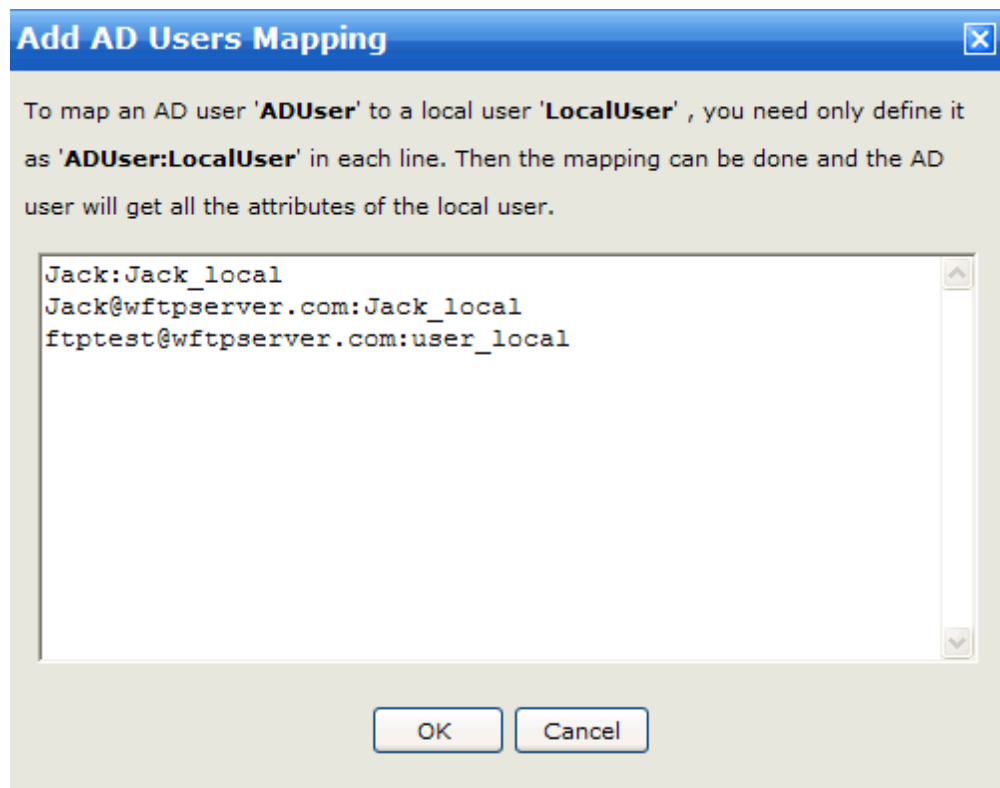 Add AD Users Mapping
To map an AD user 'ADUser' to a local user 'LocalUser' , you need only define it
as 'ADUser:LocalUser' in each line. Then the mapping can be done and the AD
user will get all the attributes of the local user.
Jack:Jack_local
Jack@wftpserver.com:Jack_local
ftptest@wftpserver.com:user_local
OK Cancel